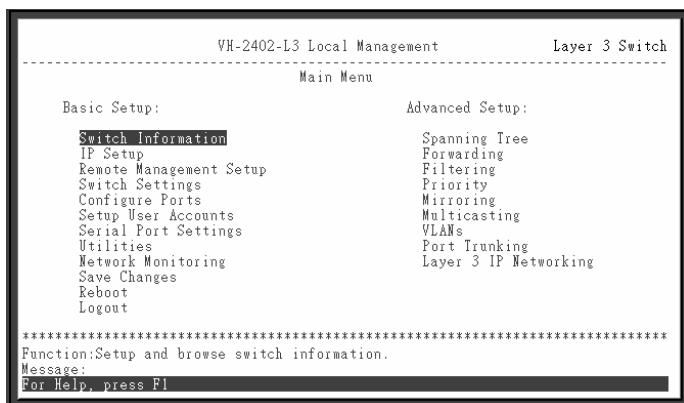 VH-2402-L3 Local Management Layer 3 Switch
Main Menu
Basic Setup:
Switch Information
IP Setup
Remote Management Setup
Switch Settings
Configure Ports
Setup User Accounts
Serial Port Settings
Utilities
Network Monitoring
Save Changes
Reboot
Logout
Advanced Setup:
Spanning Tree
Forwarding
Filtering
Priority
Mirroring
Multicasting
VLANs
Port Trunking
Layer 3 IP Networking
*******************************************************************************
Function:Setup and browse switch information.
Message:
For Help, press F1